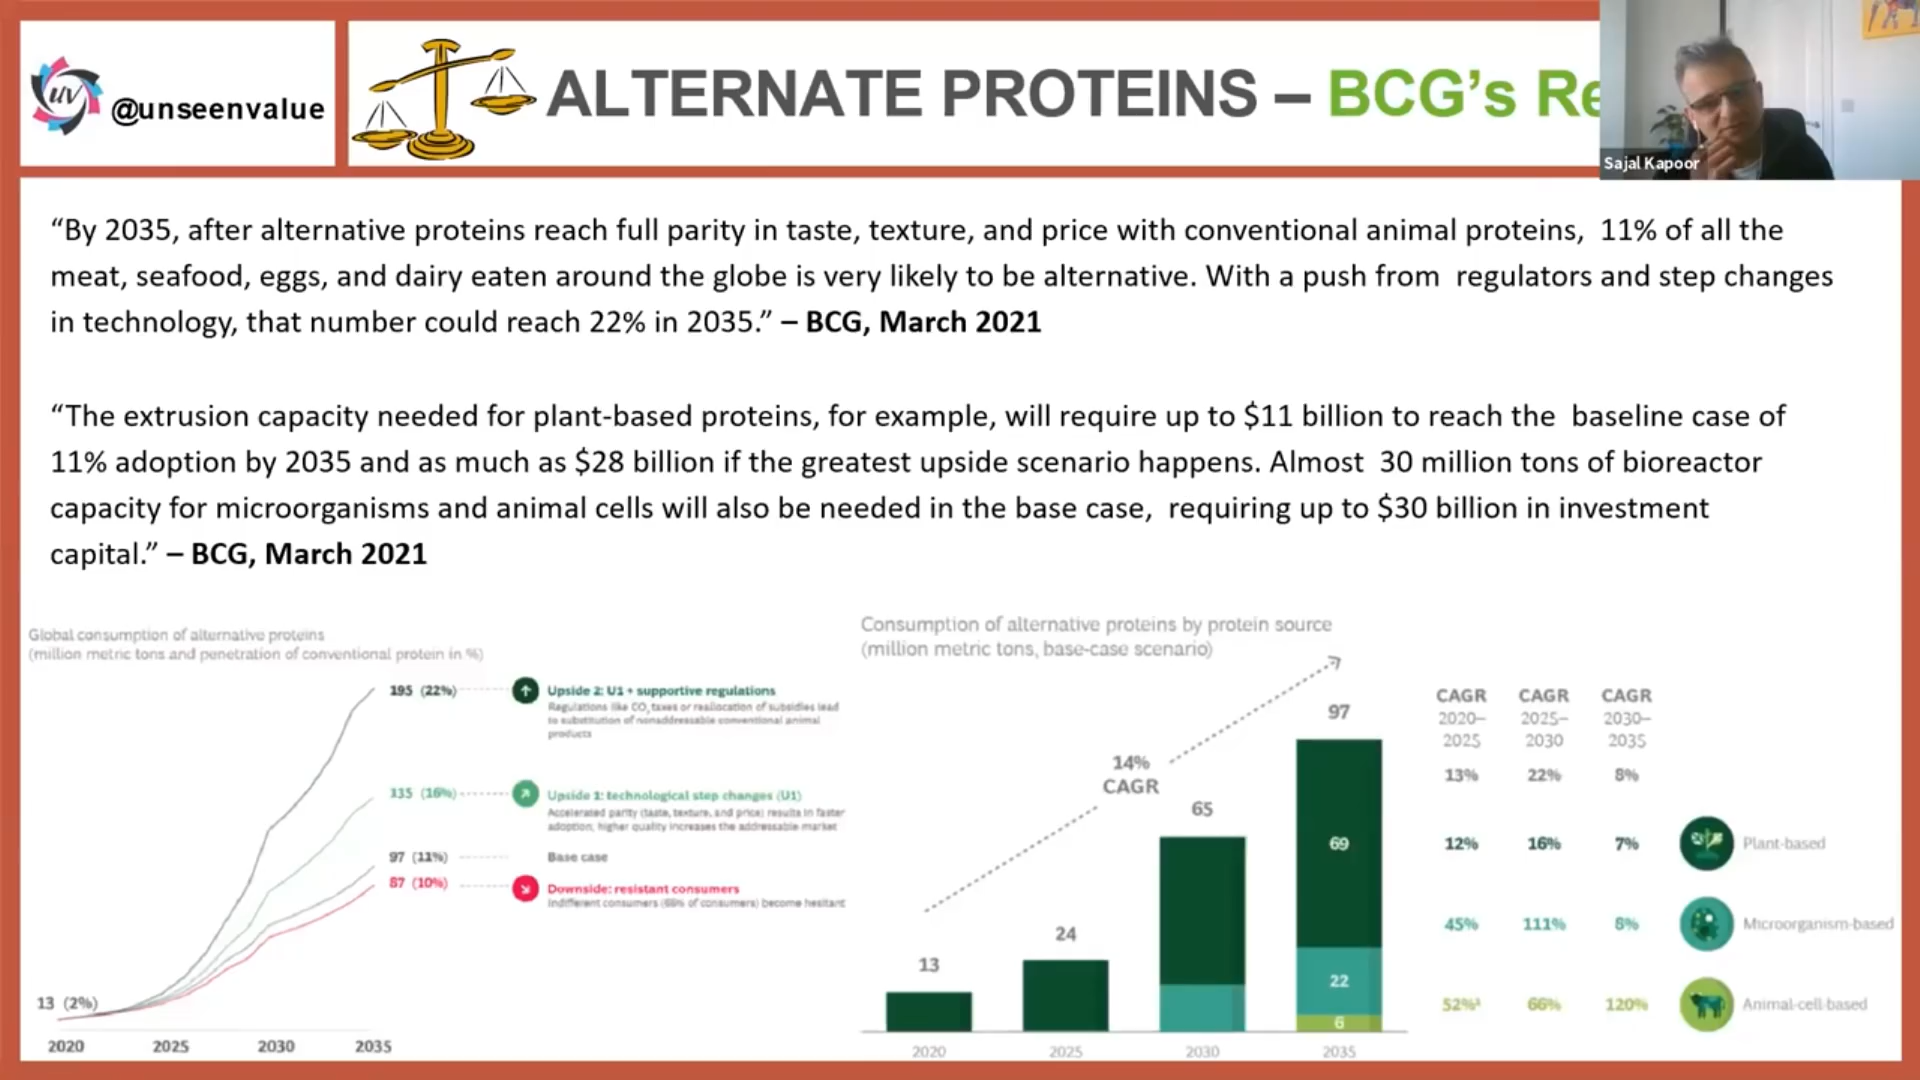 @unseenvalue
ALTERNATE PROTEINS – BCG’s Re
Sajal Kapoor
“By 2035, after alternative proteins reach full parity in taste, texture, and price with conventional animal proteins, 11% of all the
meat, seafood, eggs, and dairy eaten around the globe is very likely to be alternative. With a push from regulators and step changes
in technology, that number could reach 22% in 2035.” – BCG, March 2021
“The extrusion capacity needed for plant-based proteins, for example, will require up to $11 billion to reach the baseline case of
11% adoption by 2035 and as much as $28 billion if the greatest upside scenario happens. Almost 30 million tons of bioreactor
capacity for microorganisms and animal cells will also be needed in the base case, requiring up to $30 billion in investment
capital.” – BCG, March 2021
Global consumption of alternative proteins
(million metric tons and penetration of conventional protein in %)
195 (22%)
Upside 2: U1 + supportive regulations
Regulations like CO2 taxes or reallocation of subsidies lead
to substitution of nonaddressable conventional animal
products
135 (16%)
Upside 1: technological step changes (U1)
Accelerated parity (taste, texture, and price) results in faster
adoption; higher quality increases the addressable market
97 (11%)
Base case
87 (10%)
Downside: resistant consumers
Indifferent consumers (66% of consumers) become hesitant
13 (2%)
2020 2025 2030 2035
Consumption of alternative proteins by protein source
(million metric tons, base-case scenario)
14%
CAGR
13
24
65
97
69
22
6
2020 2025 2030 2035
CAGR CAGR CAGR
2020– 2025– 2030–
2025 2030 2035
13% 22% 8%
12% 16% 7% Plant-based
45% 111% 8% Microorganism-based
52%¹ 66% 120% Animal-cell-based